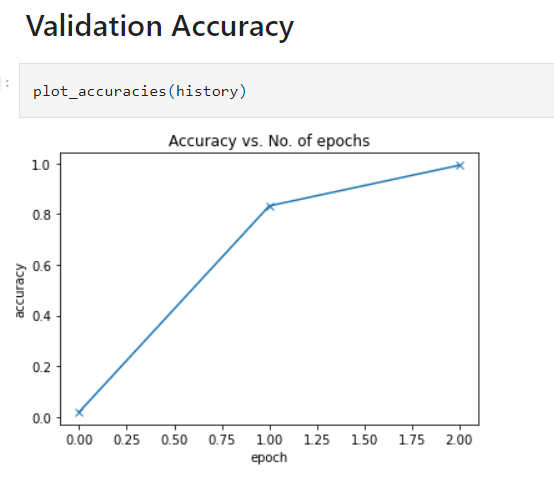 Validation Accuracy
]:
plot_accuracies(history)
Accuracy vs. No. of epochs
1.0
0.8
0.6
0.4
0.2
0.0
accuracy
0.00 0.25 0.50 0.75 1.00 1.25 1.50 1.75 2.00
epoch